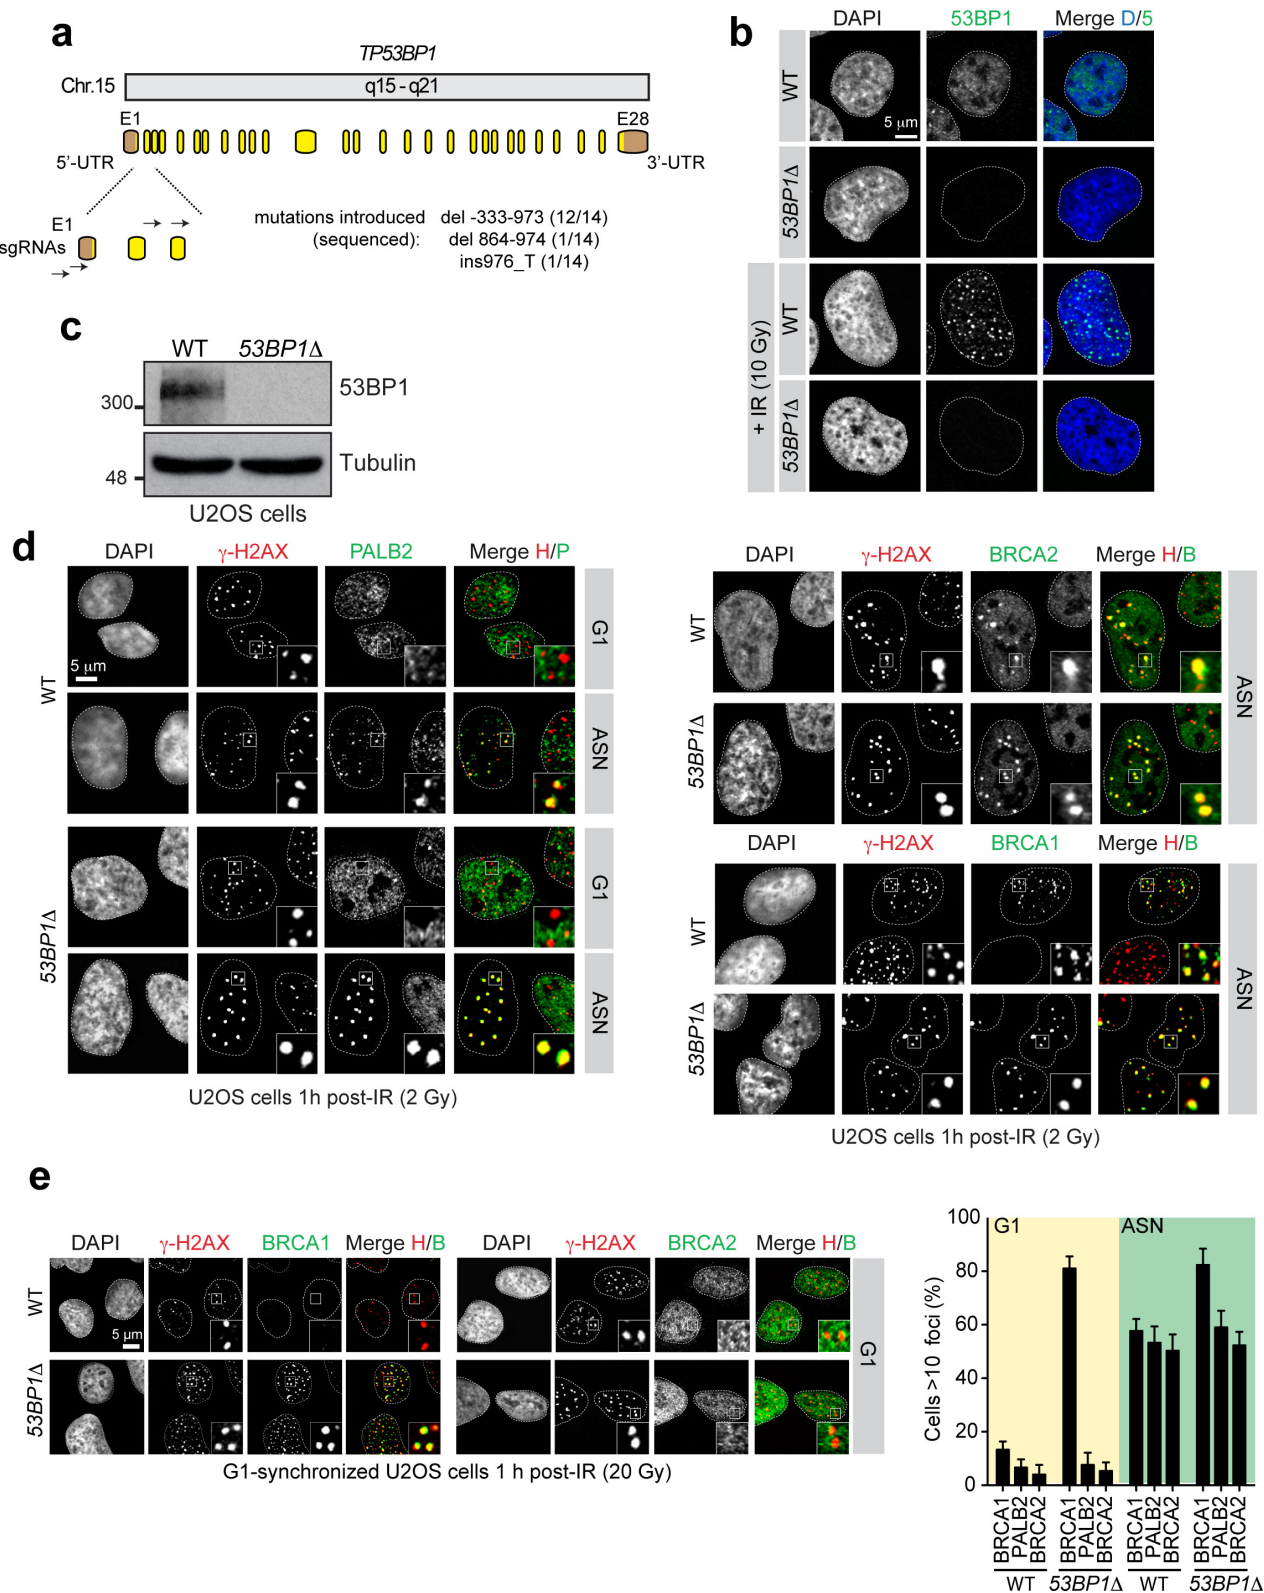 a
TP53BP1
Chr.15
q15 - q21
E1
E28
5'-UTR
3'-UTR
E1
sgRNAs
mutations introduced (sequenced):
del -333-973 (12/14)
del 864-974 (1/14)
ins976_T (1/14)
b
DAPI 53BP1 Merge D/5
WT
5 μm
53BP1Δ
+ IR (10 Gy)
WT
53BP1Δ
c
WT 53BP1Δ
300
53BP1
48
Tubulin
U2OS cells
d
DAPI γ-H2AX PALB2 Merge H/P
WT
5 μm
G1
ASN
53BP1Δ
G1
ASN
U2OS cells 1h post-IR (2 Gy)
DAPI γ-H2AX BRCA2 Merge H/B
WT
53BP1Δ
ASN
DAPI γ-H2AX BRCA1 Merge H/B
WT
53BP1Δ
ASN
U2OS cells 1h post-IR (2 Gy)
e
DAPI γ-H2AX BRCA1 Merge H/B
DAPI γ-H2AX BRCA2 Merge H/B
WT
5 μm
53BP1Δ
G1
G1-synchronized U2OS cells 1 h post-IR (20 Gy)
G1 ASN
Cells >10 foci (%)
100
80
60
40
20
0
BRCA1 PALB2 BRCA2 BRCA1 PALB2 BRCA2 BRCA1 PALB2 BRCA2 BRCA1 PALB2 BRCA2
WT 53BP1Δ WT 53BP1Δ